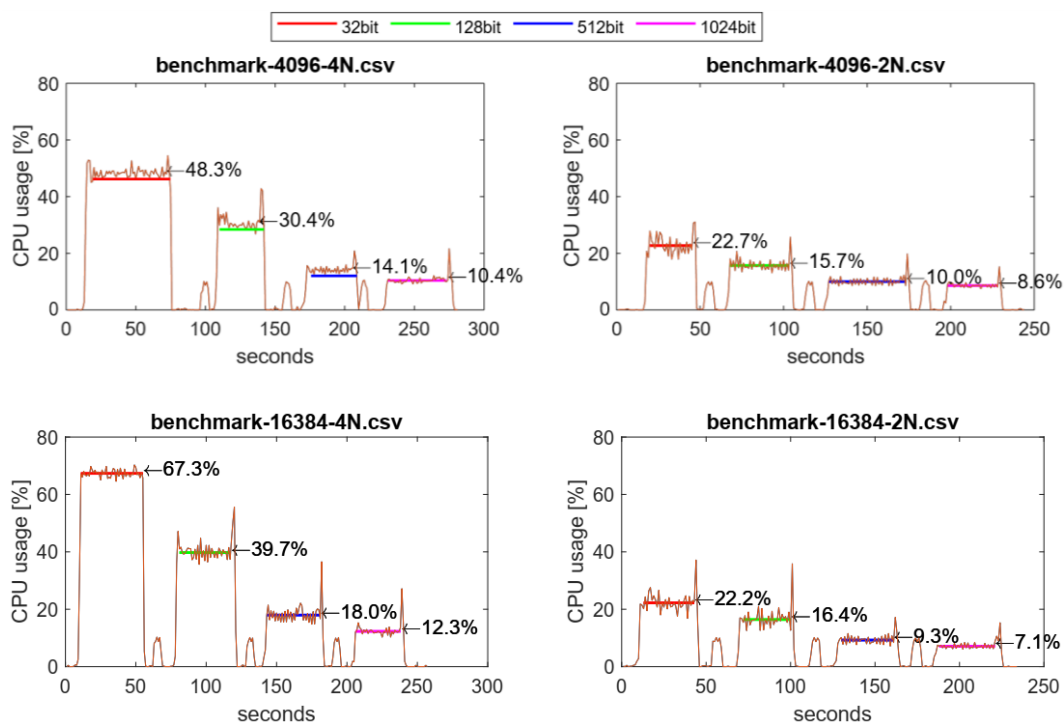 32bit 128bit 512bit 1024bit
benchmark-4096-4N.csv
CPU usage [%]
80
60
40
20
0
48.3%
30.4%
14.1%
10.4%
0 50 100 150 200 250 300
seconds
benchmark-4096-2N.csv
CPU usage [%]
80
60
40
20
0
22.7%
15.7%
10.0%
8.6%
0 50 100 150 200 250
seconds
benchmark-16384-4N.csv
CPU usage [%]
80
60
40
20
0
67.3%
39.7%
18.0%
12.3%
0 50 100 150 200 250 300
seconds
benchmark-16384-2N.csv
CPU usage [%]
80
60
40
20
0
22.2%
16.4%
9.3%
7.1%
0 50 100 150 200 250
seconds